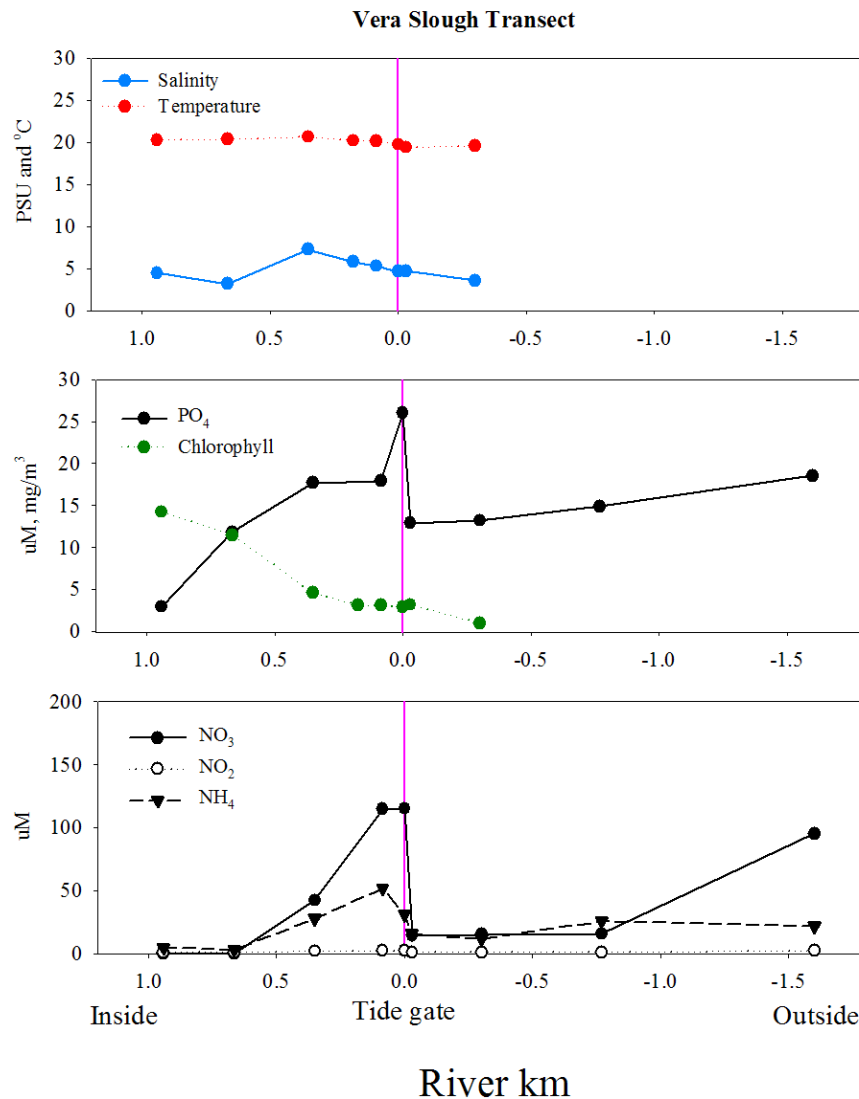 Vera Slough Transect
30
25
20
15
10
5
0
PSU and °C
Salinity
Temperature
1.0 0.5 0.0 -0.5 -1.0 -1.5
30
25
20
15
10
5
0
uM, mg/m³
PO₄
Chlorophyll
1.0 0.5 0.0 -0.5 -1.0 -1.5
200
150
100
50
0
uM
NO₃
NO₂
NH₄
1.0 0.5 0.0 -0.5 -1.0 -1.5
Inside Tide gate Outside
River km